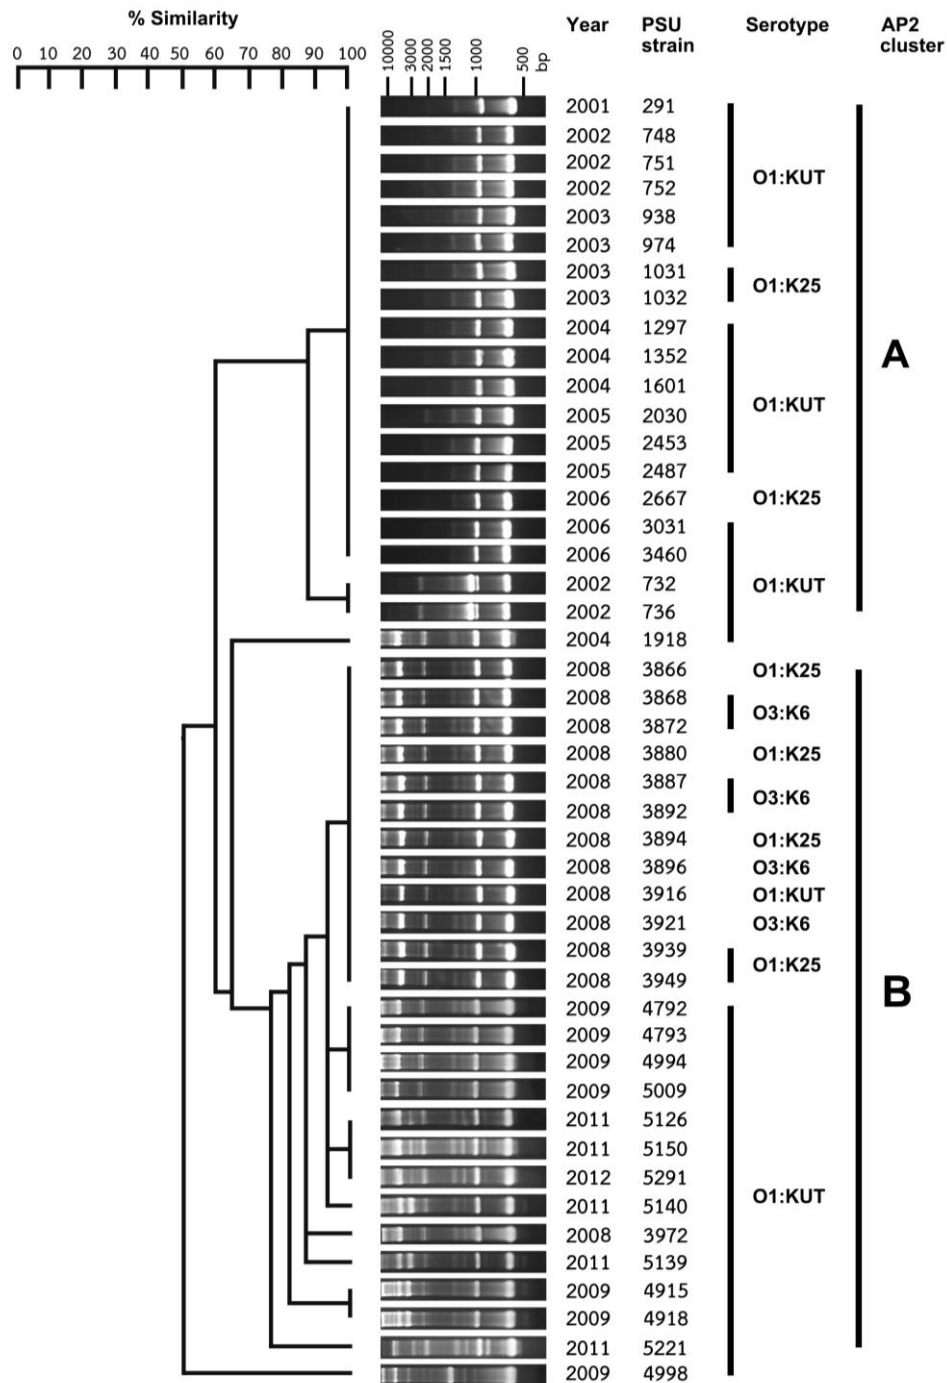 % Similarity
0 10 20 30 40 50 60 70 80 90 100
10000 3000 2000 1500 1000 500 bp
Year PSU strain Serotype AP2 cluster
2001 291
2002 748
2002 751
O1:KUT
2002 752
2003 938
2003 974
2003 1031
O1:K25
2003 1032
2004 1297
2004 1352
A
2004 1601
O1:KUT
2005 2030
2005 2453
2005 2487
2006 2667 O1:K25
2006 3031
2006 3460
2002 732
O1:KUT
2002 736
2004 1918
2008 3866 O1:K25
2008 3868
O3:K6
2008 3872
2008 3880 O1:K25
2008 3887
O3:K6
2008 3892
2008 3894 O1:K25
2008 3896 O3:K6
2008 3916 O1:KUT
2008 3921 O3:K6
2008 3939
O1:K25
2008 3949
B
2009 4792
2009 4793
2009 4994
2009 5009
2011 5126
2011 5150
2012 5291
O1:KUT
2011 5140
2008 3972
2011 5139
2009 4915
2009 4918
2011 5221
2009 4998